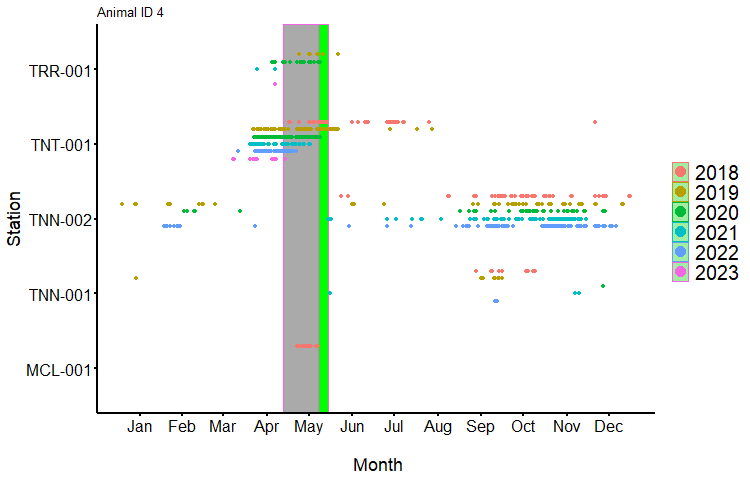 Animal ID 4
TRR-001
TNT-001
TNN-002
TNN-001
MCL-001
Station
Jan Feb Mar Apr May Jun Jul Aug Sep Oct Nov Dec
Month
2018
2019
2020
2021
2022
2023